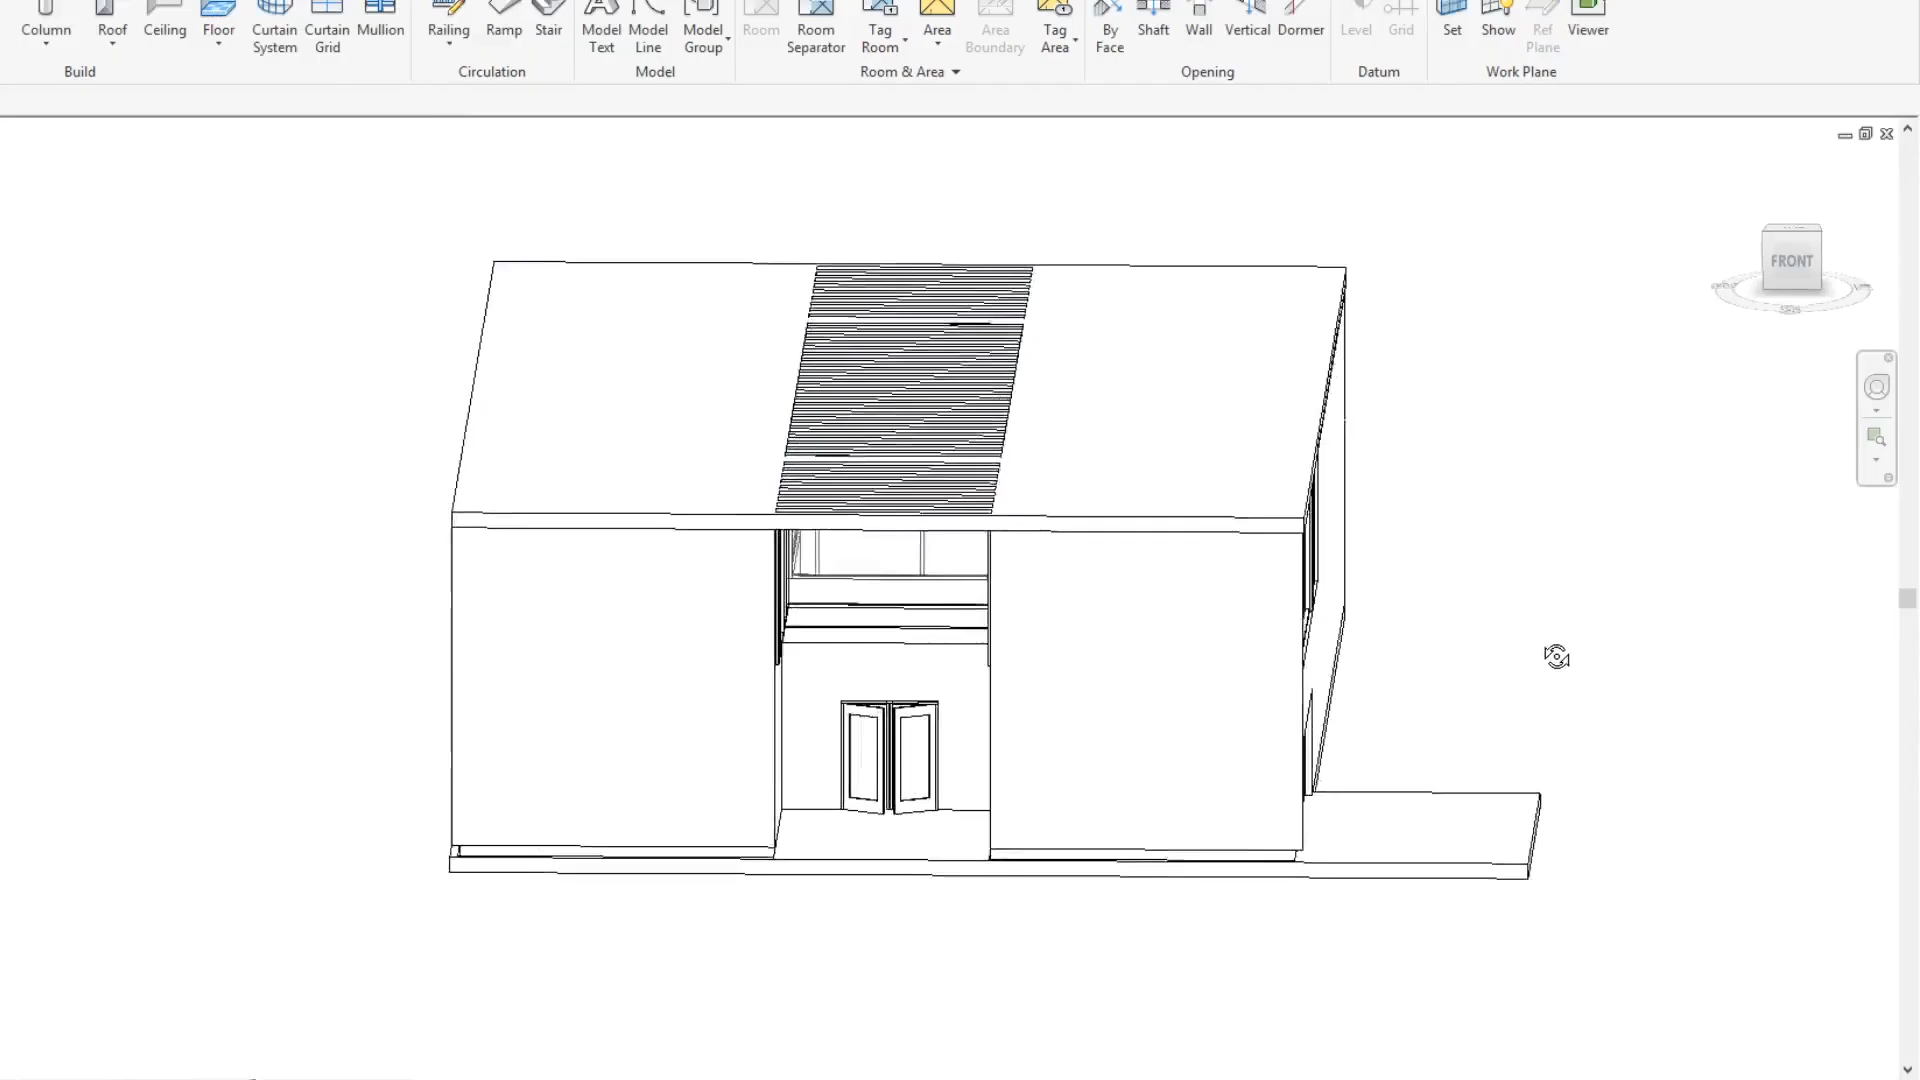 Column Roof Ceiling Floor Curtain System Curtain Grid Mullion
Build
Railing Ramp Stair
Circulation
Model Text Model Line Model Group
Model
Room Room Separator Tag Room Area Area Boundary Tag Area
Room & Area
By Face Shaft Wall Vertical Dormer
Opening
Level Grid
Datum
Set Show Ref Plane Viewer
Work Plane
FRONT